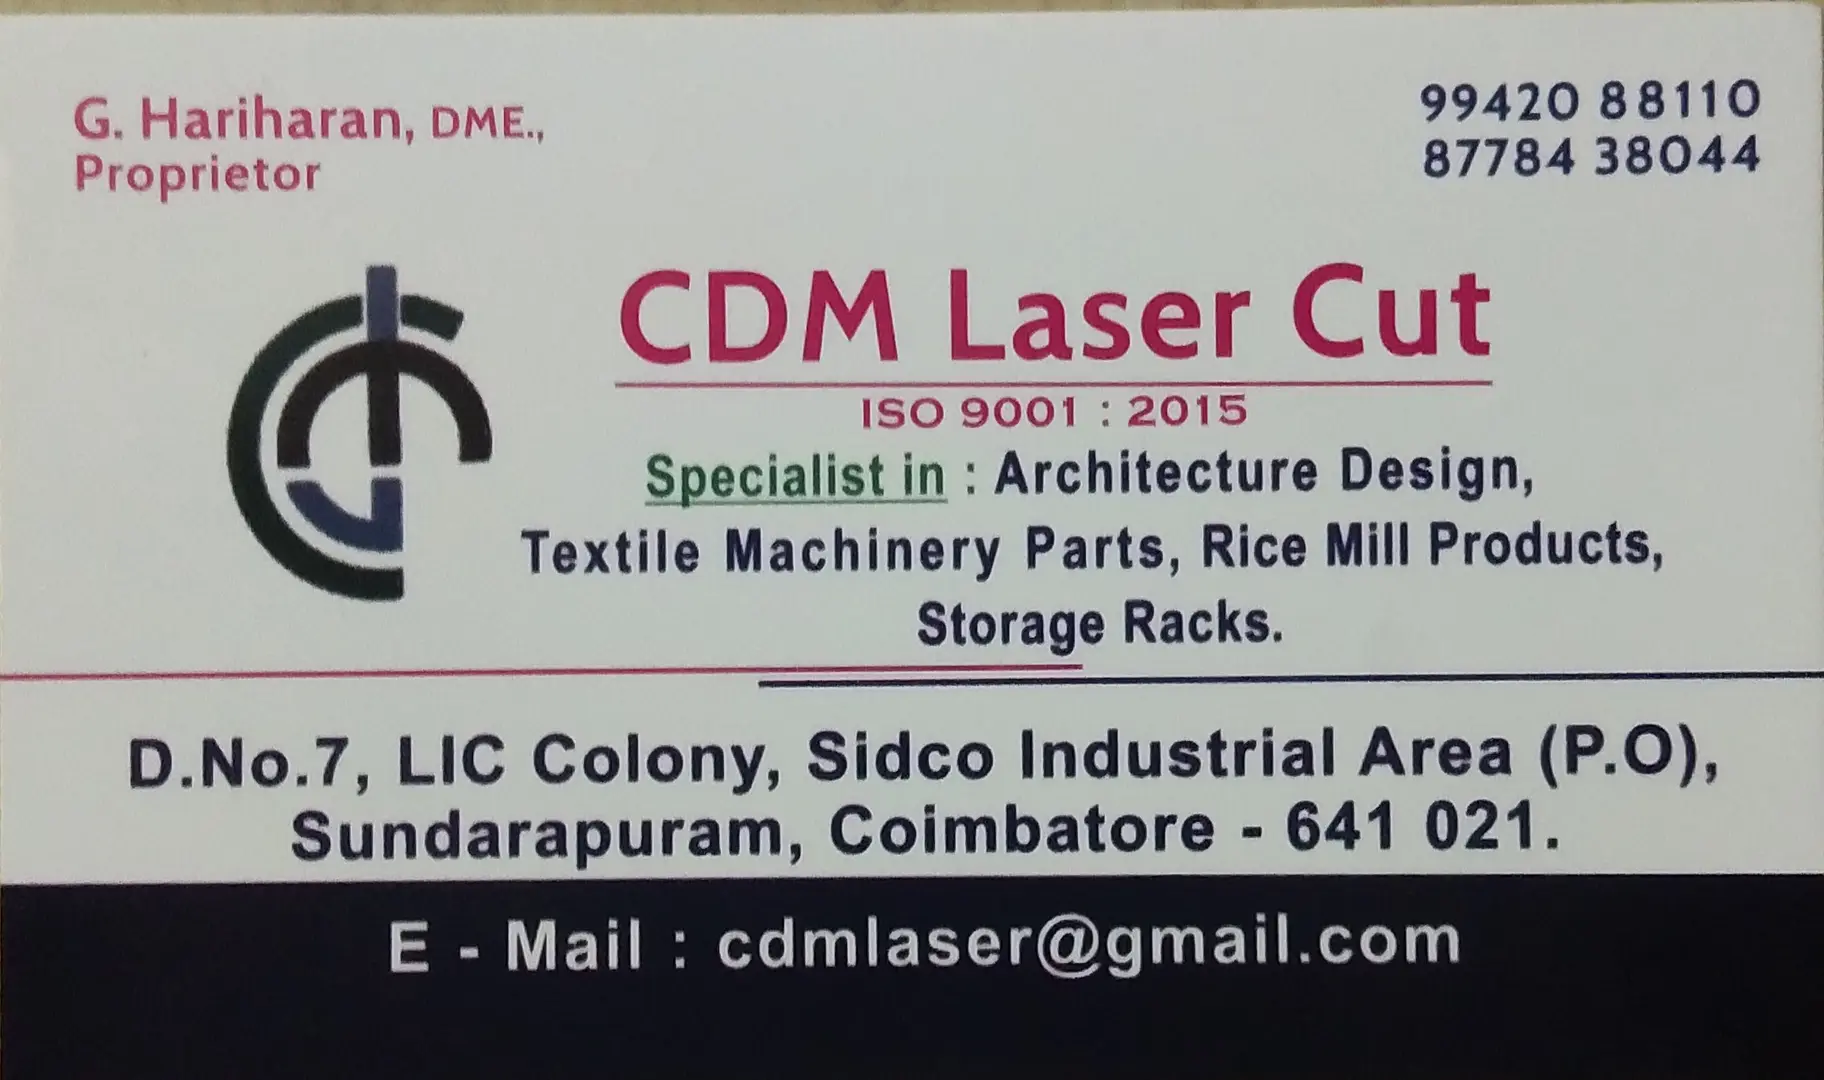 G. Hariharan, DME.,
Proprietor
99420 88110
87784 38044
CDM Laser Cut
ISO 9001 : 2015
Specialist in : Architecture Design,
Textile Machinery Parts, Rice Mill Products,
Storage Racks.
D.No.7, LIC Colony, Sidco Industrial Area (P.O),
Sundarapuram, Coimbatore - 641 021.
E - Mail : cdmlaser@gmail.com